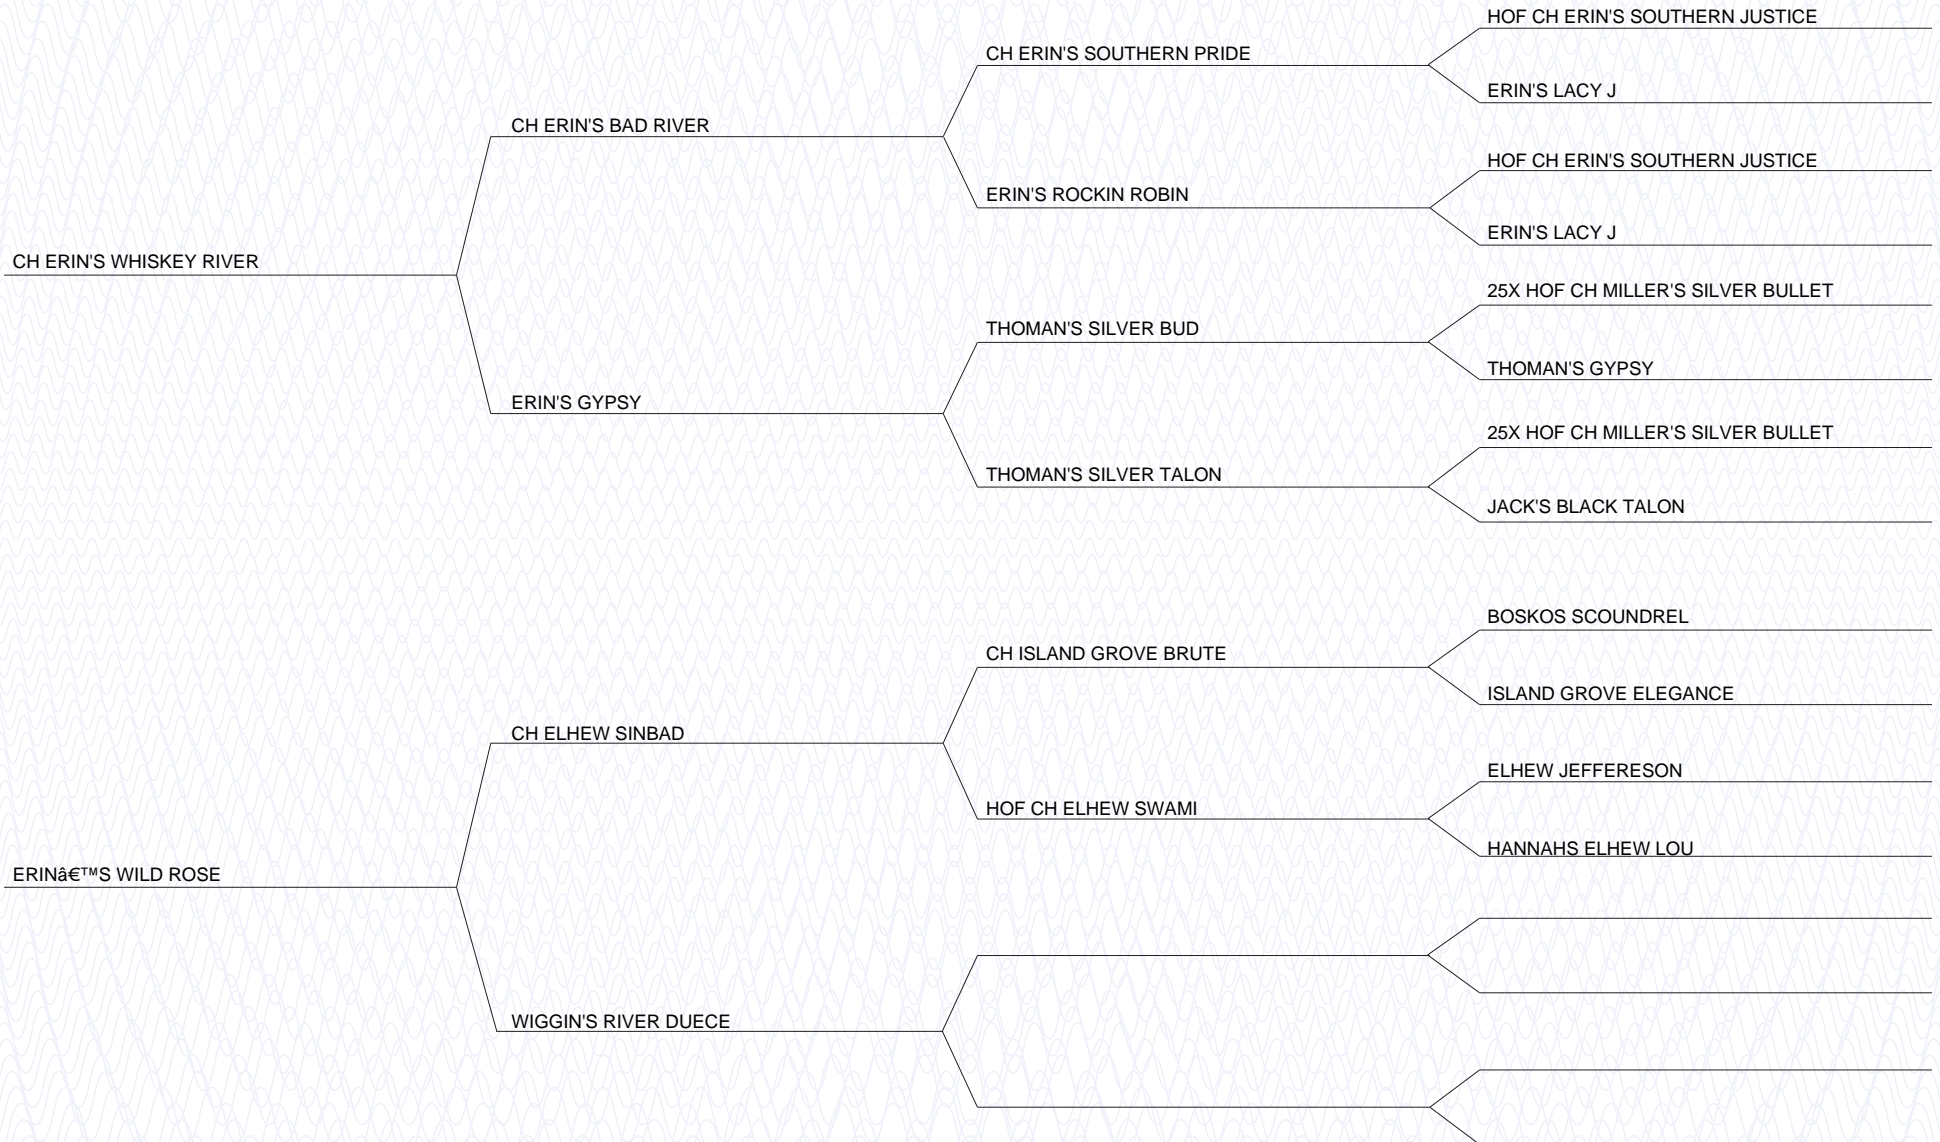 HOF CH ERIN'S SOUTHERN JUSTICE
CH ERIN'S SOUTHERN PRIDE
ERIN'S LACY J
CH ERIN'S BAD RIVER
HOF CH ERIN'S SOUTHERN JUSTICE
ERIN'S ROCKIN ROBIN
ERIN'S LACY J
CH ERIN'S WHISKEY RIVER
25X HOF CH MILLER'S SILVER BULLET
THOMAN'S SILVER BUD
THOMAN'S GYPSY
ERIN'S GYPSY
25X HOF CH MILLER'S SILVER BULLET
THOMAN'S SILVER TALON
JACK'S BLACK TALON
BOSKOS SCOUNDREL
CH ISLAND GROVE BRUTE
ISLAND GROVE ELEGANCE
CH ELHEW SINBAD
ELHEW JEFFERESON
HOF CH ELHEW SWAMI
HANNAHS ELHEW LOU
ERINâ€™S WILD ROSE
WIGGIN'S RIVER DUECE